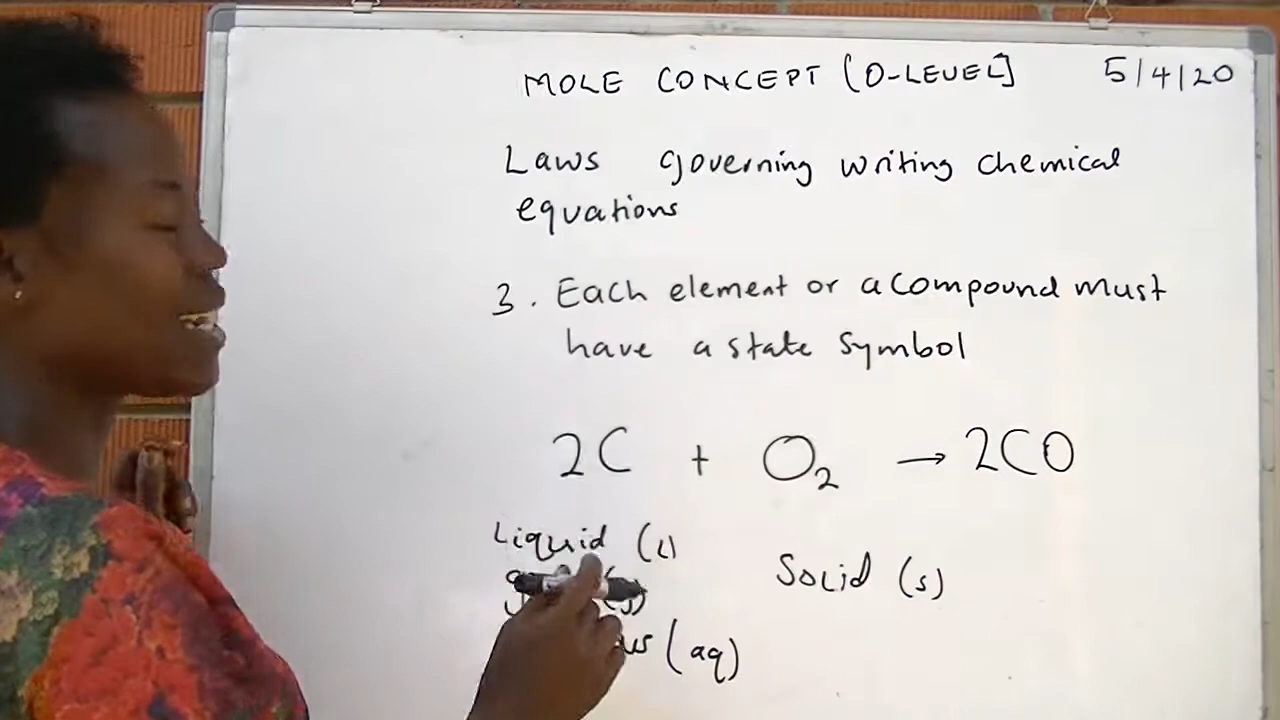 MOLE CONCEPT (O-LEVEL] 5/4/20
Laws governing writing chemical
equations
3. Each element or a compound must
have a state symbol
2C + O₂ → 2CO
Liquid (l)
Solid (s)
(aq)